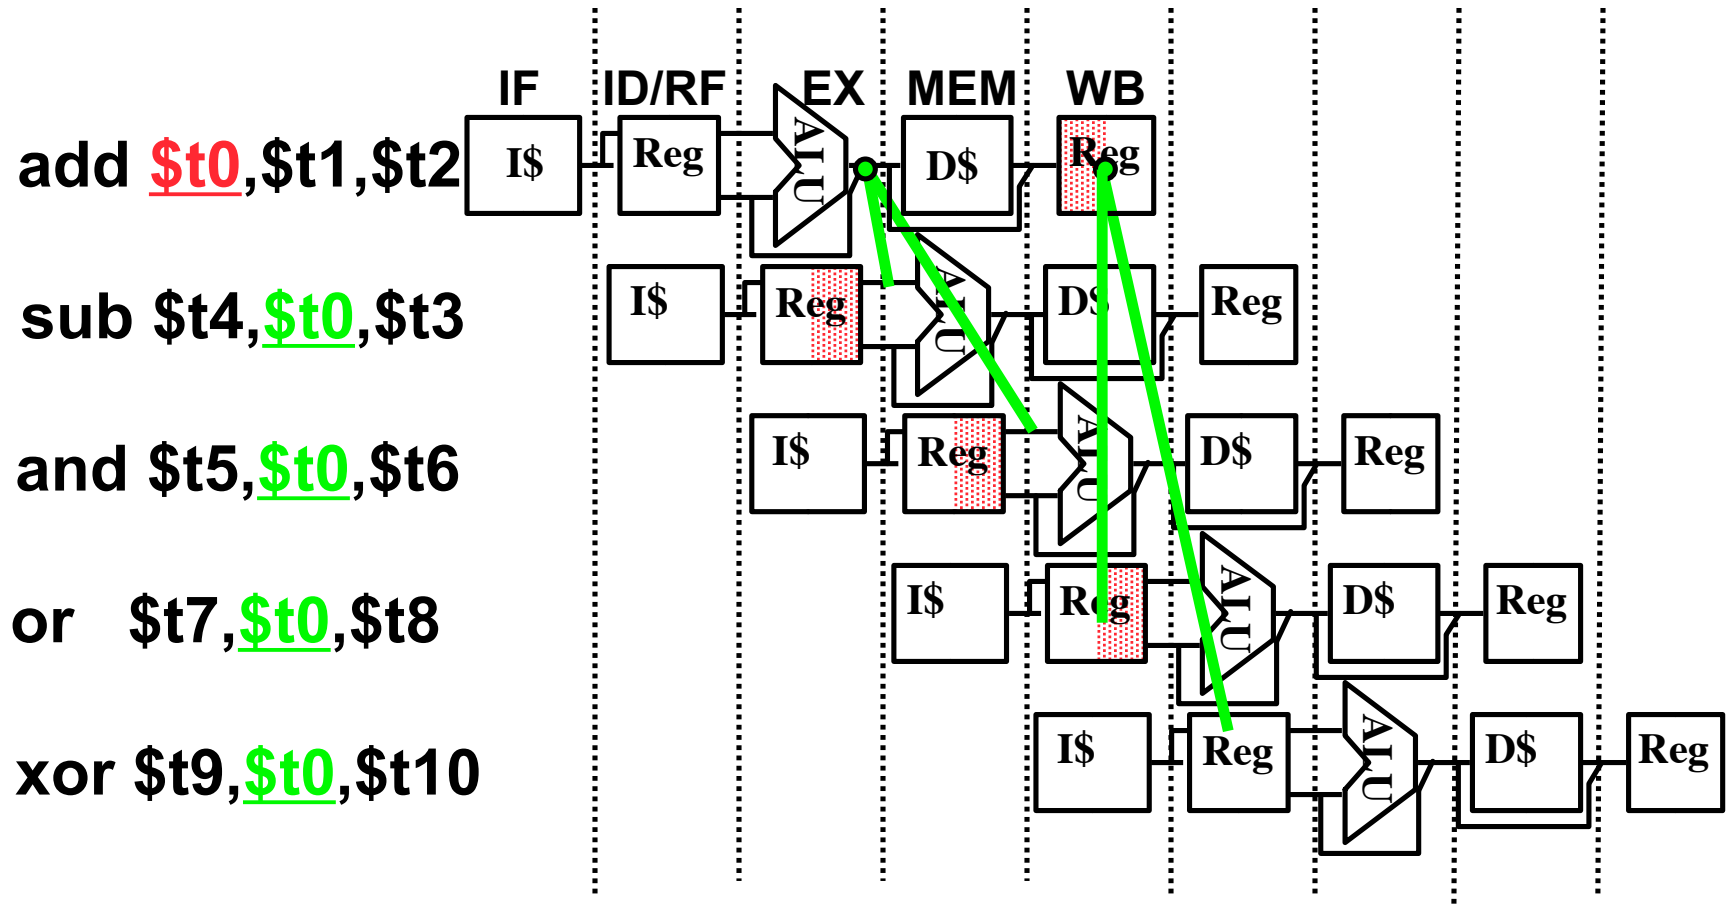 IF ID/RF EX MEM WB
add $t0,$t1,$t2 I$ Reg ALU D$ Reg
sub $t4,$t0,$t3 I$ Reg ALU D$ Reg
and $t5,$t0,$t6 I$ Reg ALU D$ Reg
or $t7,$t0,$t8 I$ Reg ALU D$ Reg
xor $t9,$t0,$t10 I$ Reg ALU D$ Reg